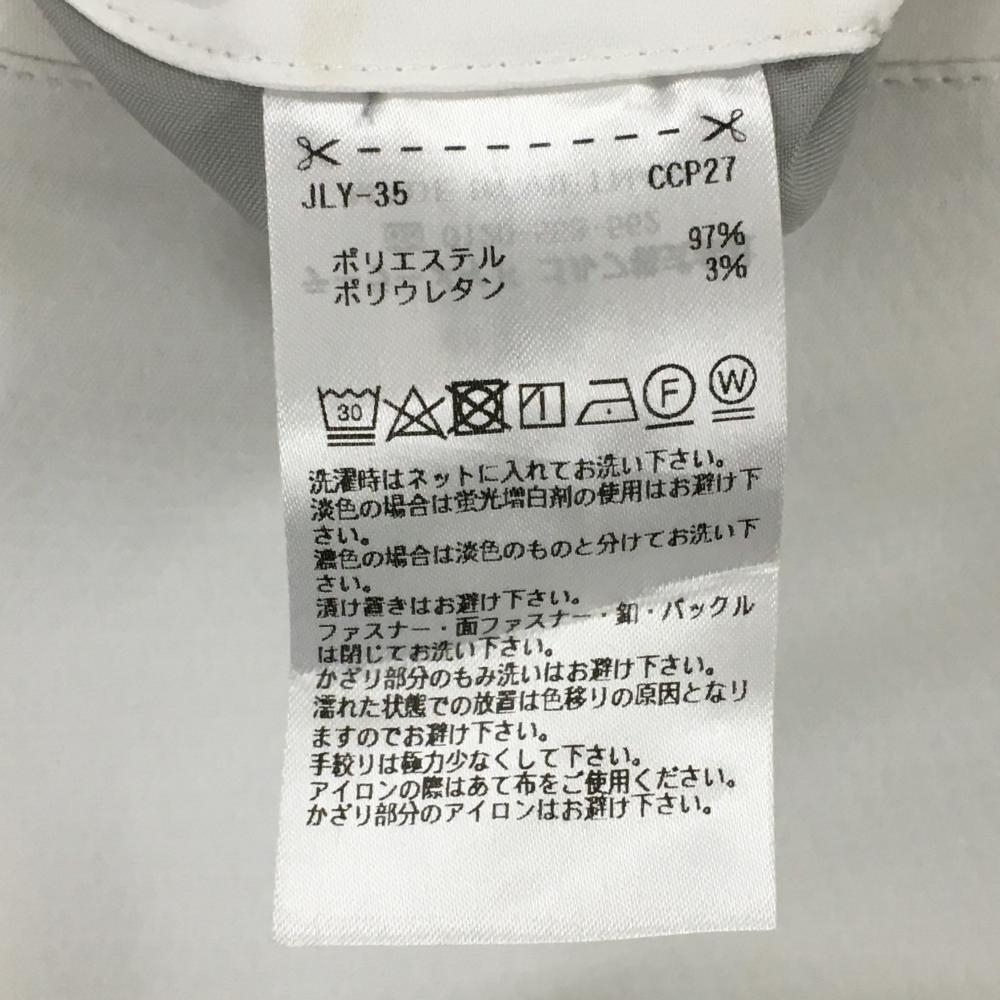 JLY-35 CCP27
ポリエステル 97%
ポリウレタン 3%
30 F W
洗濯時はネットに入れてお洗い下さい。
淡色の場合は蛍光増白剤の使用はお避け下
さい。
濃色の場合は淡色のものと分けてお洗い下
さい。
漬け置きはお避け下さい。
ファスナー・面ファスナー・釦・バックル
は閉じてお洗い下さい。
かざり部分のもみ洗いはお避け下さい。
濡れた状態での放置は色移りの原因となり
ますのでお避け下さい。
手絞りは極力少なくして下さい。
アイロンの際はあて布をご使用ください。
かざり部分のアイロンはお避け下さい。